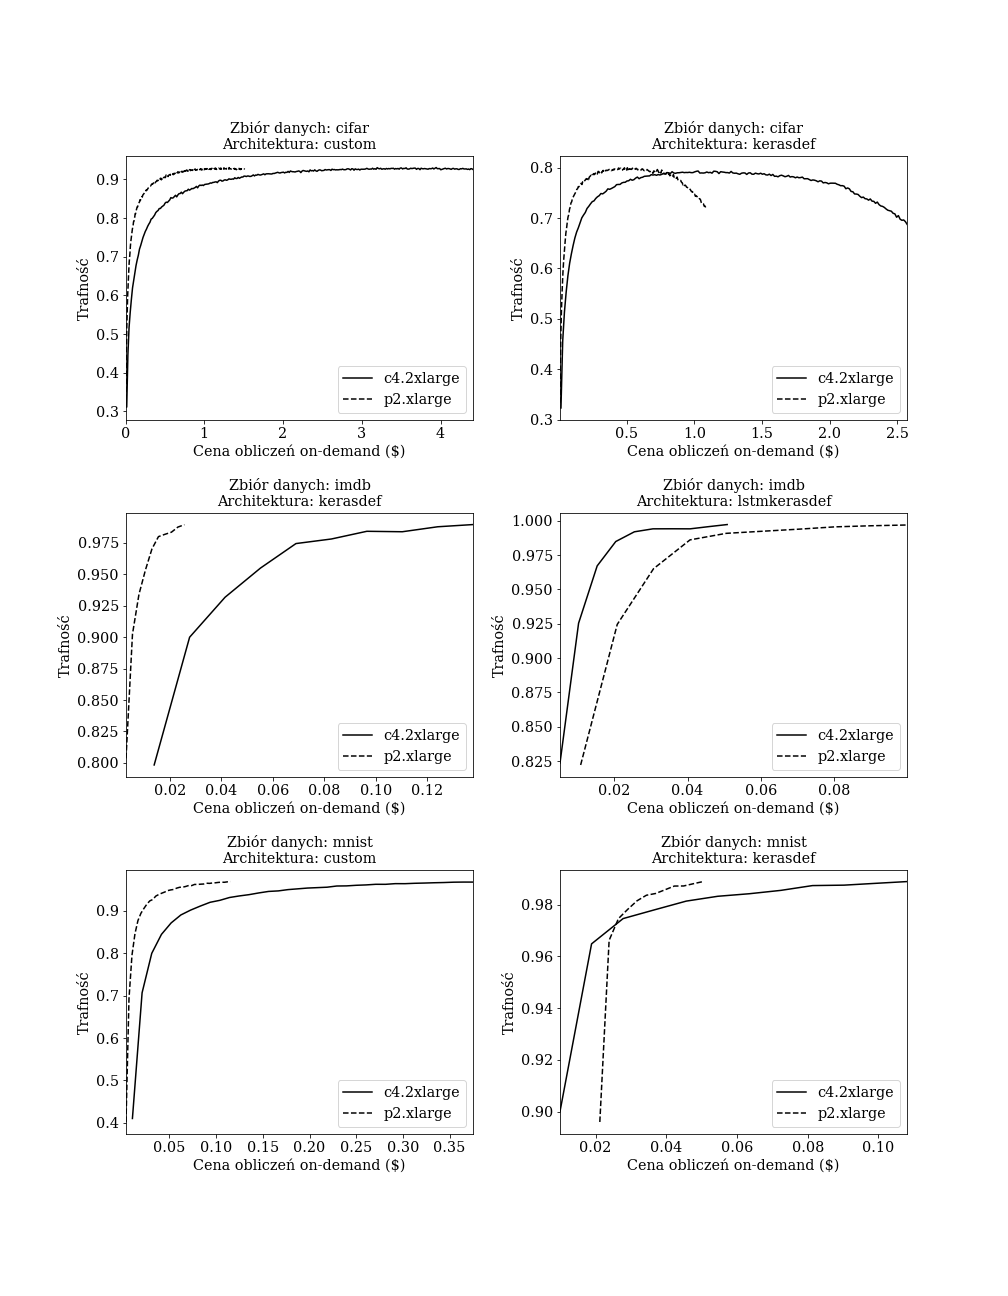 Zbiór danych: cifar
Architektura: custom
Trafność
0.9
0.8
0.7
0.6
0.5
0.4
0.3
c4.2xlarge
p2.xlarge
0 1 2 3 4
Cena obliczeń on-demand ($)
Zbiór danych: cifar
Architektura: kerasdef
Trafność
0.8
0.7
0.6
0.5
0.4
0.3
c4.2xlarge
p2.xlarge
0.5 1.0 1.5 2.0 2.5
Cena obliczeń on-demand ($)
Zbiór danych: imdb
Architektura: kerasdef
Trafność
0.975
0.950
0.925
0.900
0.875
0.850
0.825
0.800
c4.2xlarge
p2.xlarge
0.02 0.04 0.06 0.08 0.10 0.12
Cena obliczeń on-demand ($)
Zbiór danych: imdb
Architektura: lstmkerasdef
Trafność
1.000
0.975
0.950
0.925
0.900
0.875
0.850
0.825
c4.2xlarge
p2.xlarge
0.02 0.04 0.06 0.08
Cena obliczeń on-demand ($)
Zbiór danych: mnist
Architektura: custom
Trafność
0.9
0.8
0.7
0.6
0.5
0.4
c4.2xlarge
p2.xlarge
0.05 0.10 0.15 0.20 0.25 0.30 0.35
Cena obliczeń on-demand ($)
Zbiór danych: mnist
Architektura: kerasdef
Trafność
0.98
0.96
0.94
0.92
0.90
c4.2xlarge
p2.xlarge
0.02 0.04 0.06 0.08 0.10
Cena obliczeń on-demand ($)